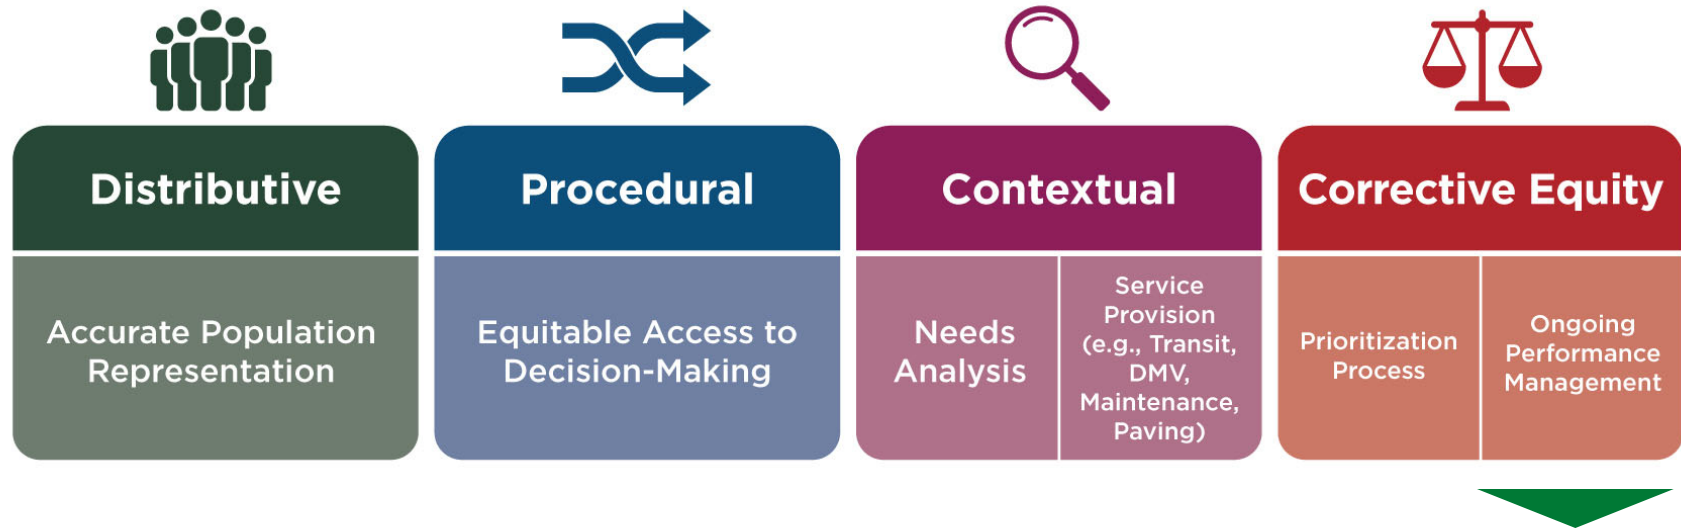 Distributive
Accurate Population
Representation
Procedural
Equitable Access to
Decision-Making
Contextual
Needs
Analysis
Service
Provision
(e.g., Transit,
DMV,
Maintenance,
Paving)
Corrective Equity
Prioritization
Process
Ongoing
Performance
Management